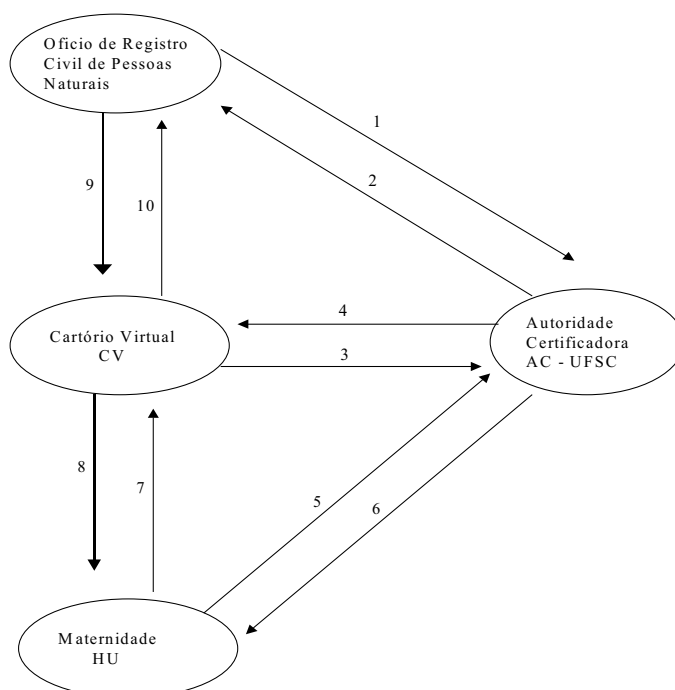 Oficio de Registro
Civil de Pessoas
Naturais
1
2
9
10
4
Cartório Virtual
CV
3
Autoridade
Certificadora
AC - UFSC
8
7
5
6
Maternidade
HU